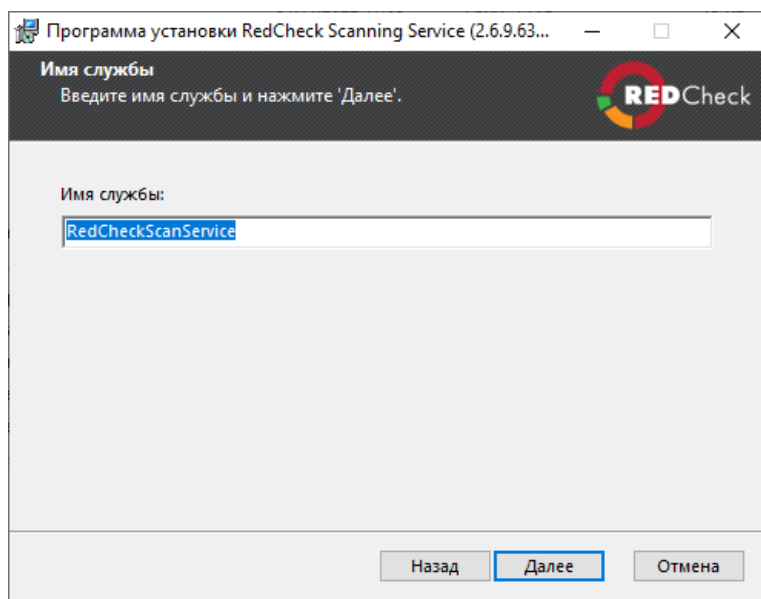 Программа установки RedCheck Scanning Service (2.6.9.63...
Имя службы
Введите имя службы и нажмите 'Далее'.
REDCheck
Имя службы:
RedCheckScanService
Назад Далее Отмена